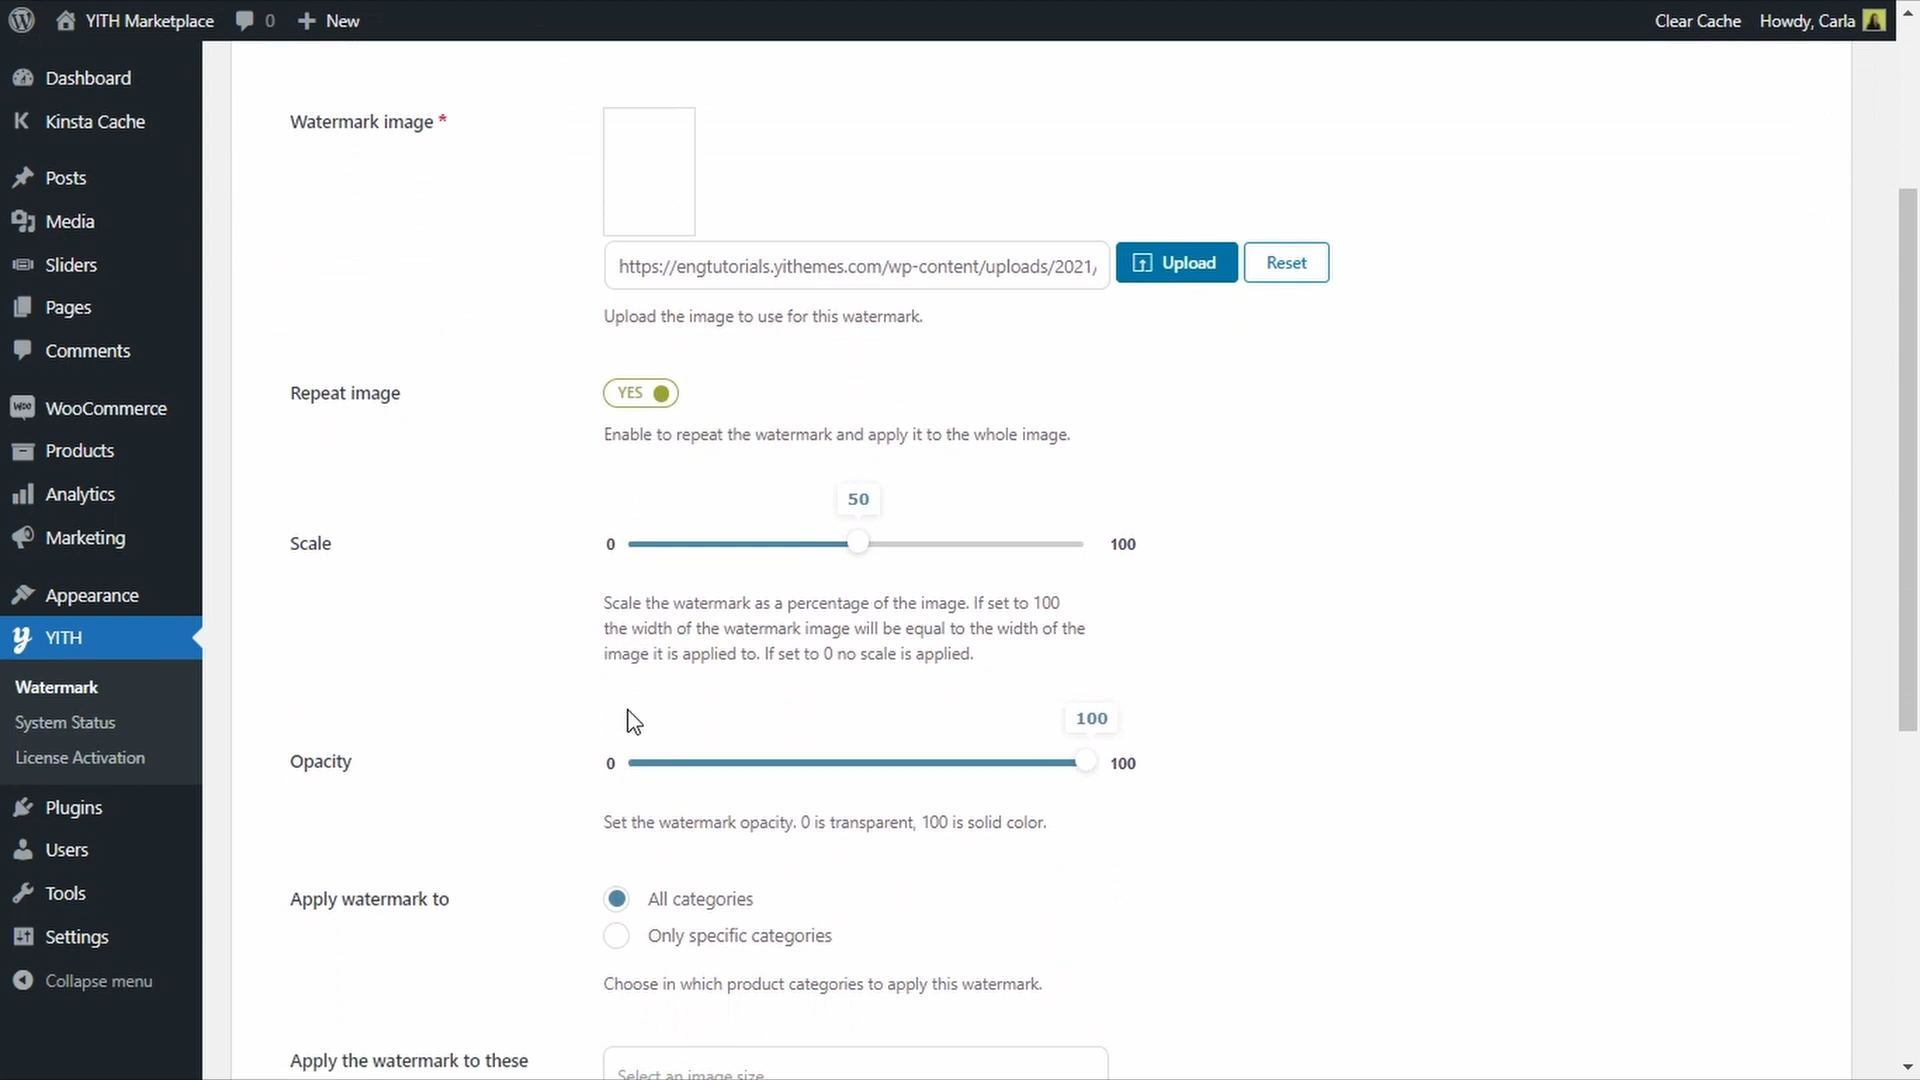 YITH Marketplace 0 New Clear Cache Howdy, Carla
Dashboard
Kinsta Cache
Posts
Media
Sliders
Pages
Comments
WooCommerce
Products
Analytics
Marketing
Appearance
YITH
Watermark
System Status
License Activation
Plugins
Users
Tools
Settings
Collapse menu
Watermark image *
https://engtutorials.yithemes.com/wp-content/uploads/2021/
Upload
Reset
Upload the image to use for this watermark.
Repeat image
YES
Enable to repeat the watermark and apply it to the whole image.
50
Scale
0 100
Scale the watermark as a percentage of the image. If set to 100
the width of the watermark image will be equal to the width of the
image it is applied to. If set to 0 no scale is applied.
100
Opacity
0 100
Set the watermark opacity. 0 is transparent, 100 is solid color.
Apply watermark to
All categories
Only specific categories
Choose in which product categories to apply this watermark.
Apply the watermark to these
Select an image size